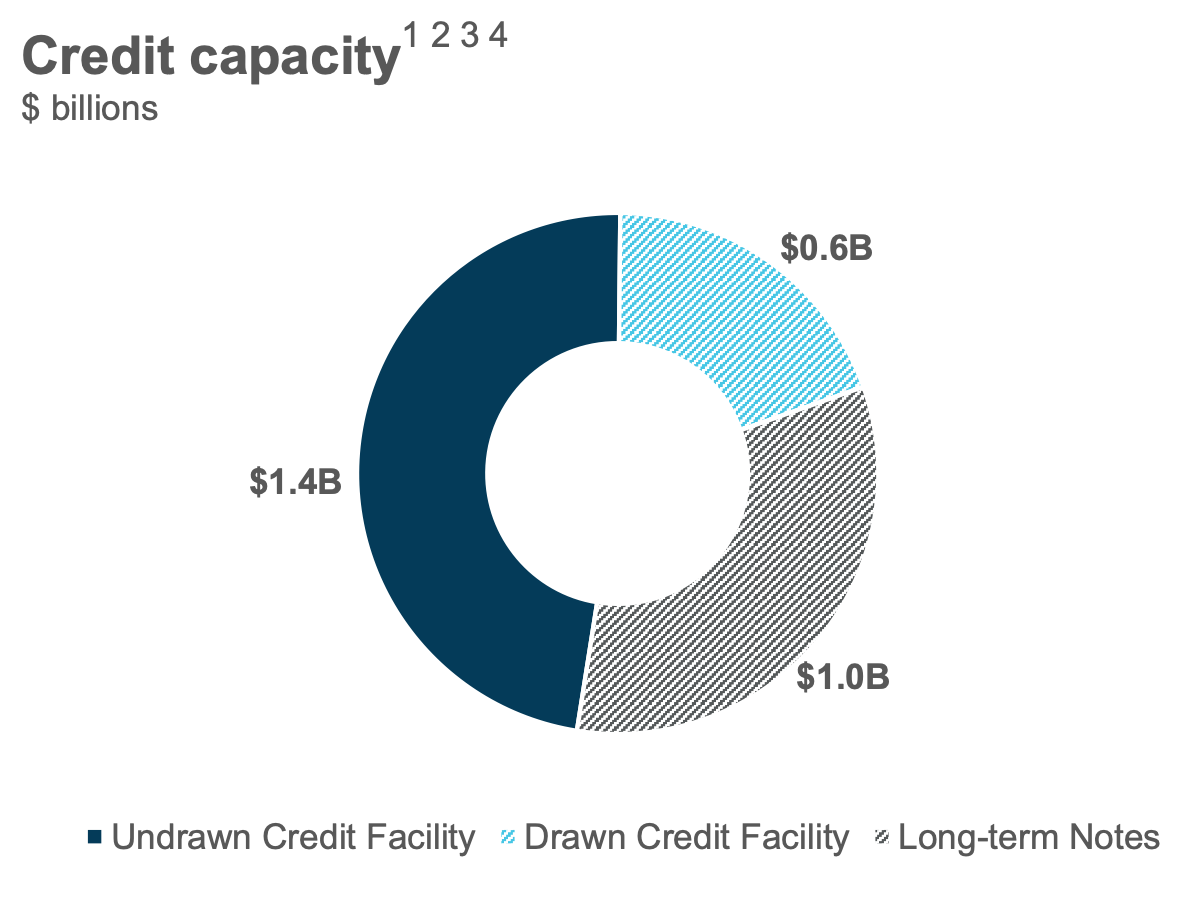 Credit capacity1 2 3 4
$ billions
$0.6B
$1.4B
$1.0B
Undrawn Credit Facility Drawn Credit Facility Long-term Notes